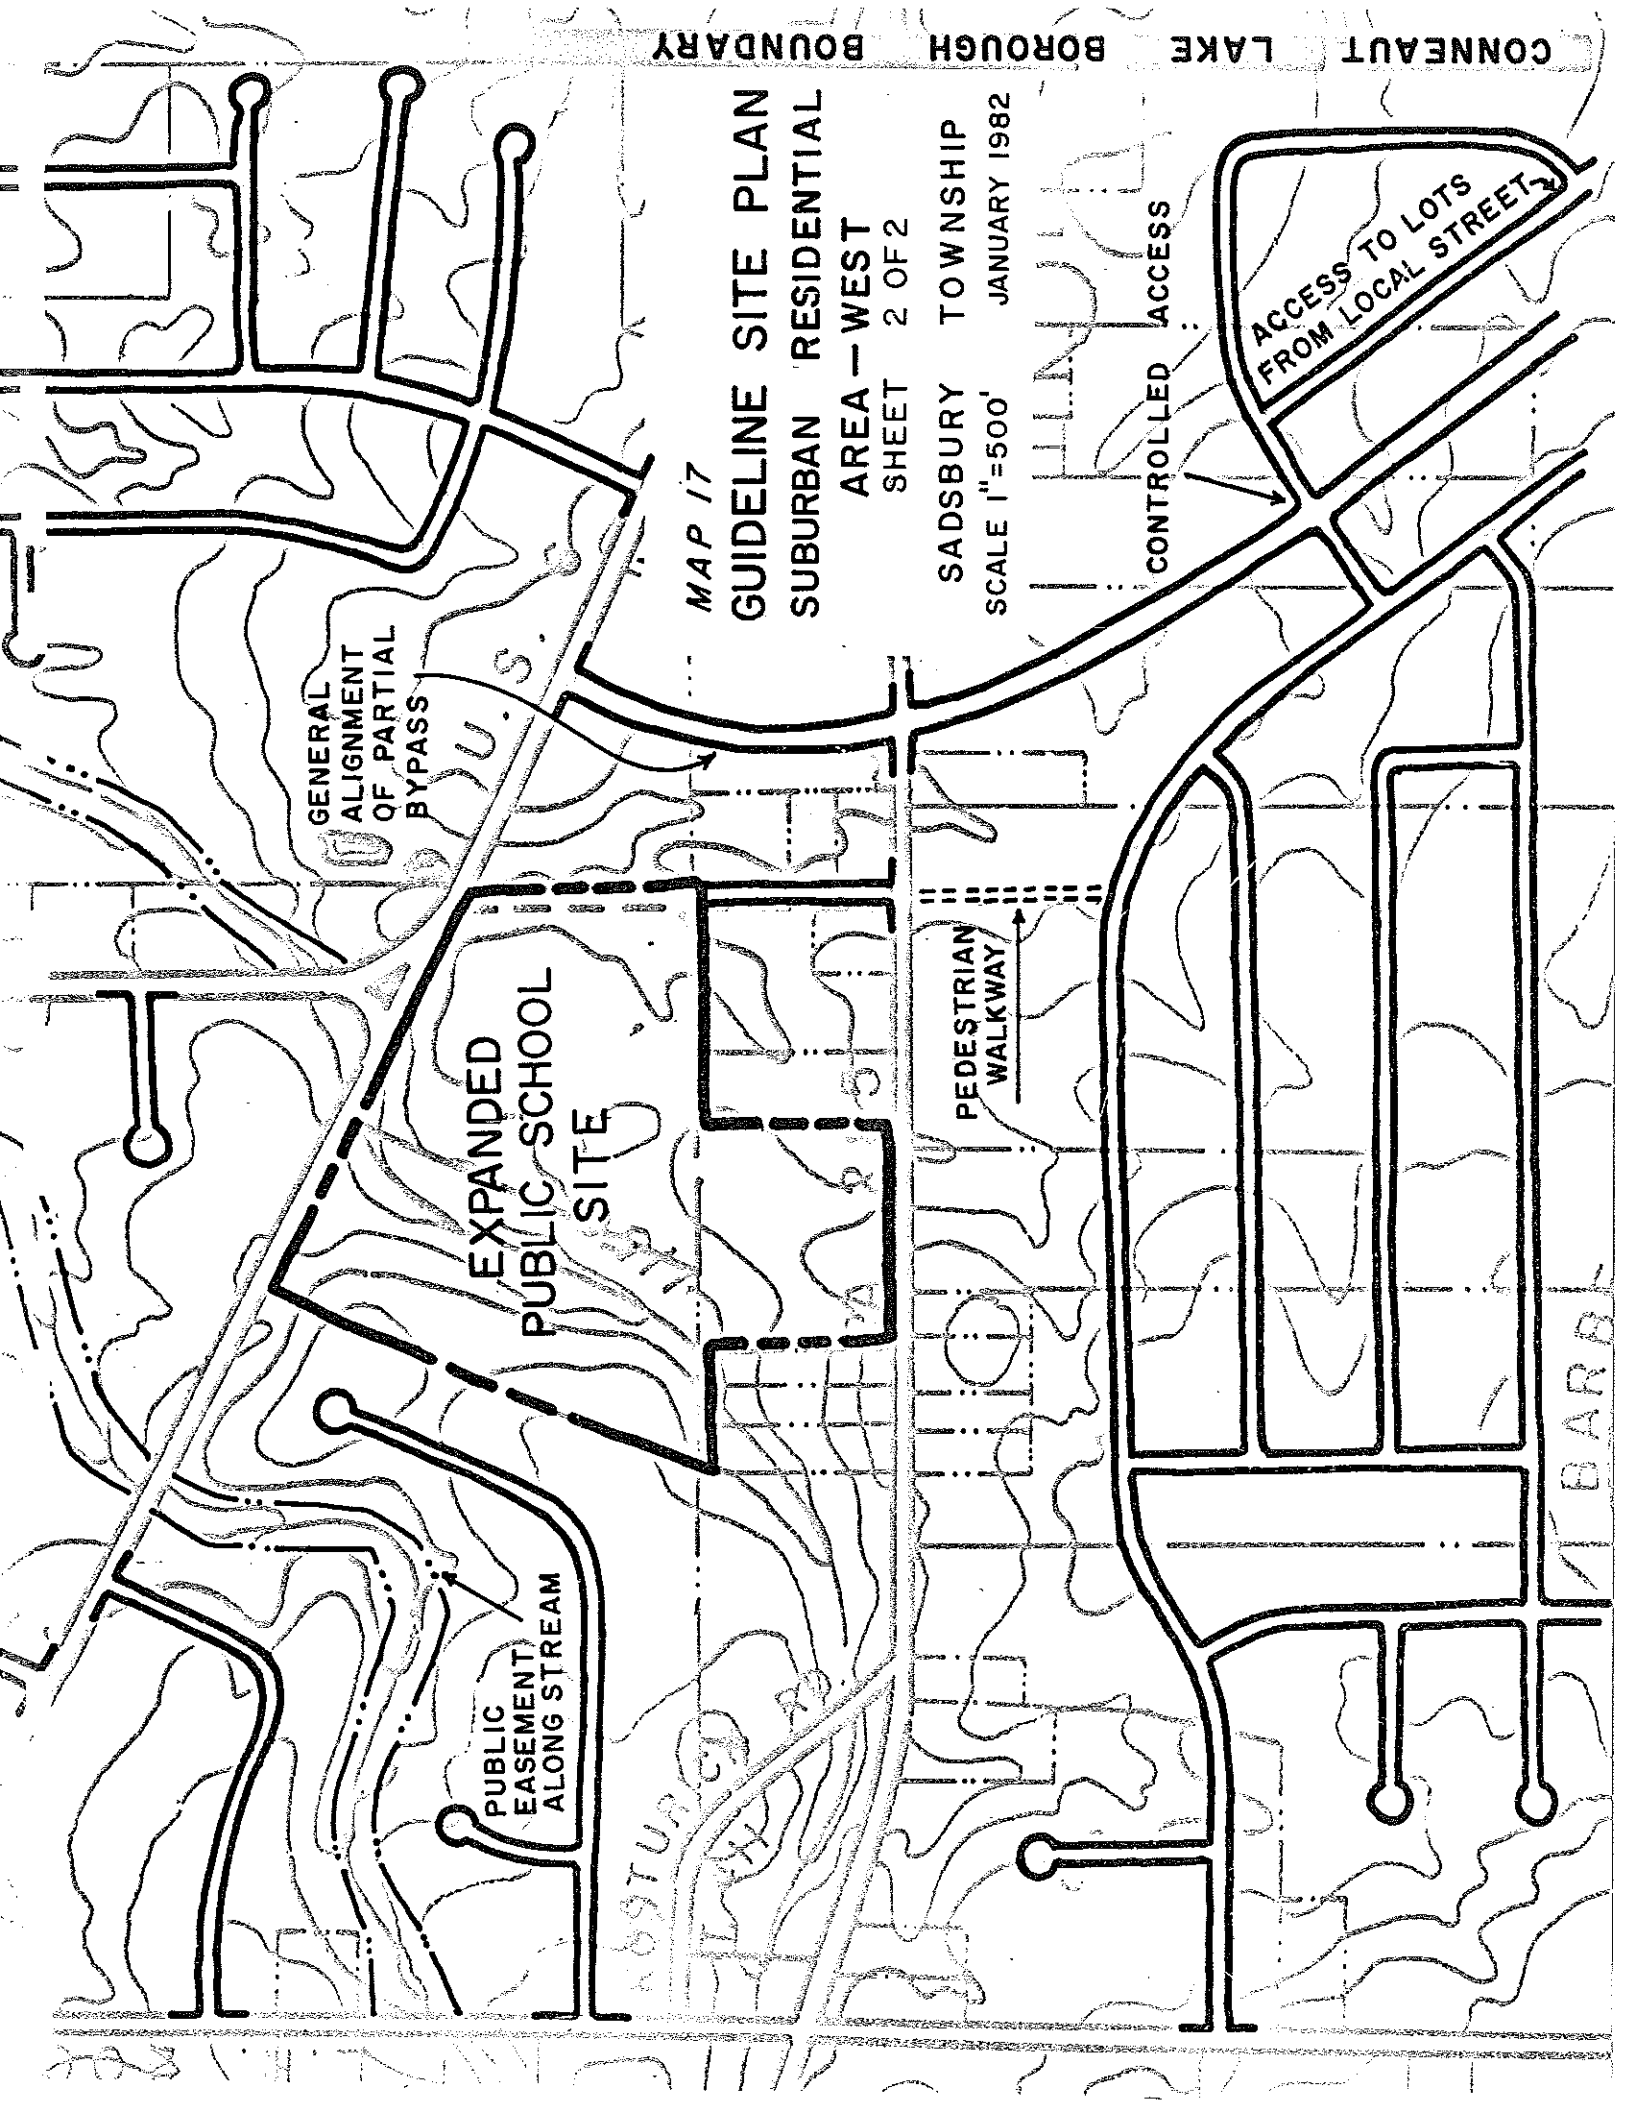 CONNEAUT LAKE BOROUGH BOUNDARY
MAP 17
GUIDELINE SITE PLAN
SUBURBAN RESIDENTIAL
AREA — WEST
SHEET 2 OF 2
SADSBURY TOWNSHIP
SCALE 1"=500' JANUARY 1982
GENERAL
ALIGNMENT
OF PARTIAL
BYPASS
CONTROLLED ACCESS
ACCESS TO LOTS
FROM LOCAL STREET
EXPANDED
PUBLIC SCHOOL
SITE
PEDESTRIAN
WALKWAY
PUBLIC
EASEMENT
ALONG STREAM
U. S.